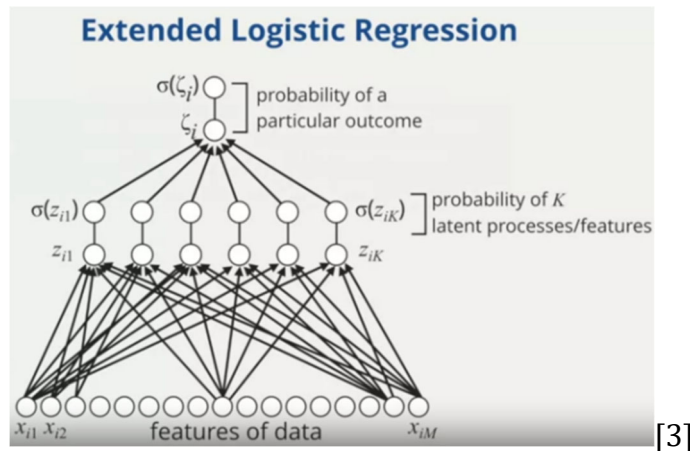 Extended Logistic Regression
σ(ζi)
probability of a
ζi
particular outcome
σ(zi1)
σ(ziK)
probability of K
latent processes/features
zi1
ziK
xi1 xi2
features of data
xiM
[3]